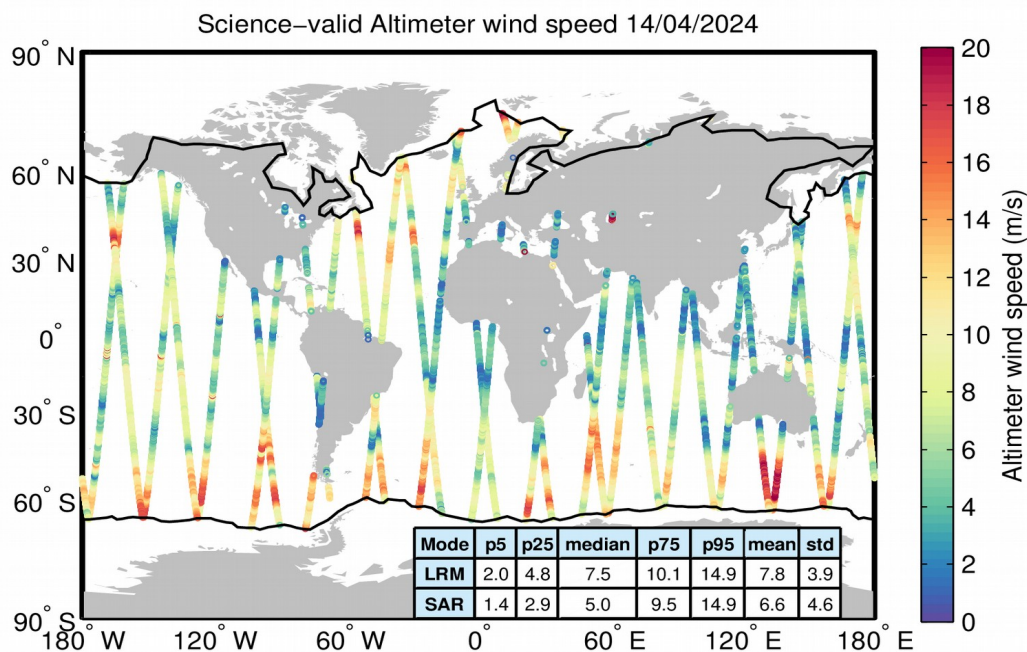 Science−valid Altimeter wind speed 14/04/2024
90° N
60° N
30° N
0°
30° S
60° S
90° S
180° W
120° W
60° W
0°
60° E
120° E
180° E
Mode p5 p25 median p75 p95 mean std
LRM 2.0 4.8 7.5 10.1 14.9 7.8 3.9
SAR 1.4 2.9 5.0 9.5 14.9 6.6 4.6
20
18
16
14
12
10
8
6
4
2
0
Altimeter wind speed (m/s)